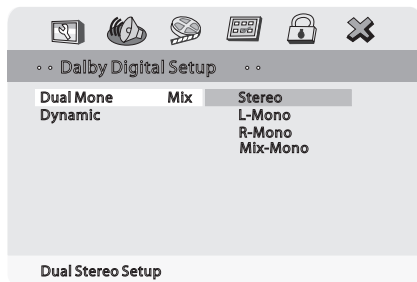 Dalby Digital Setup
Dual Mone Mix Stereo
Dynamic L-Mono
R-Mono
Mix-Mono
Dual Stereo Setup